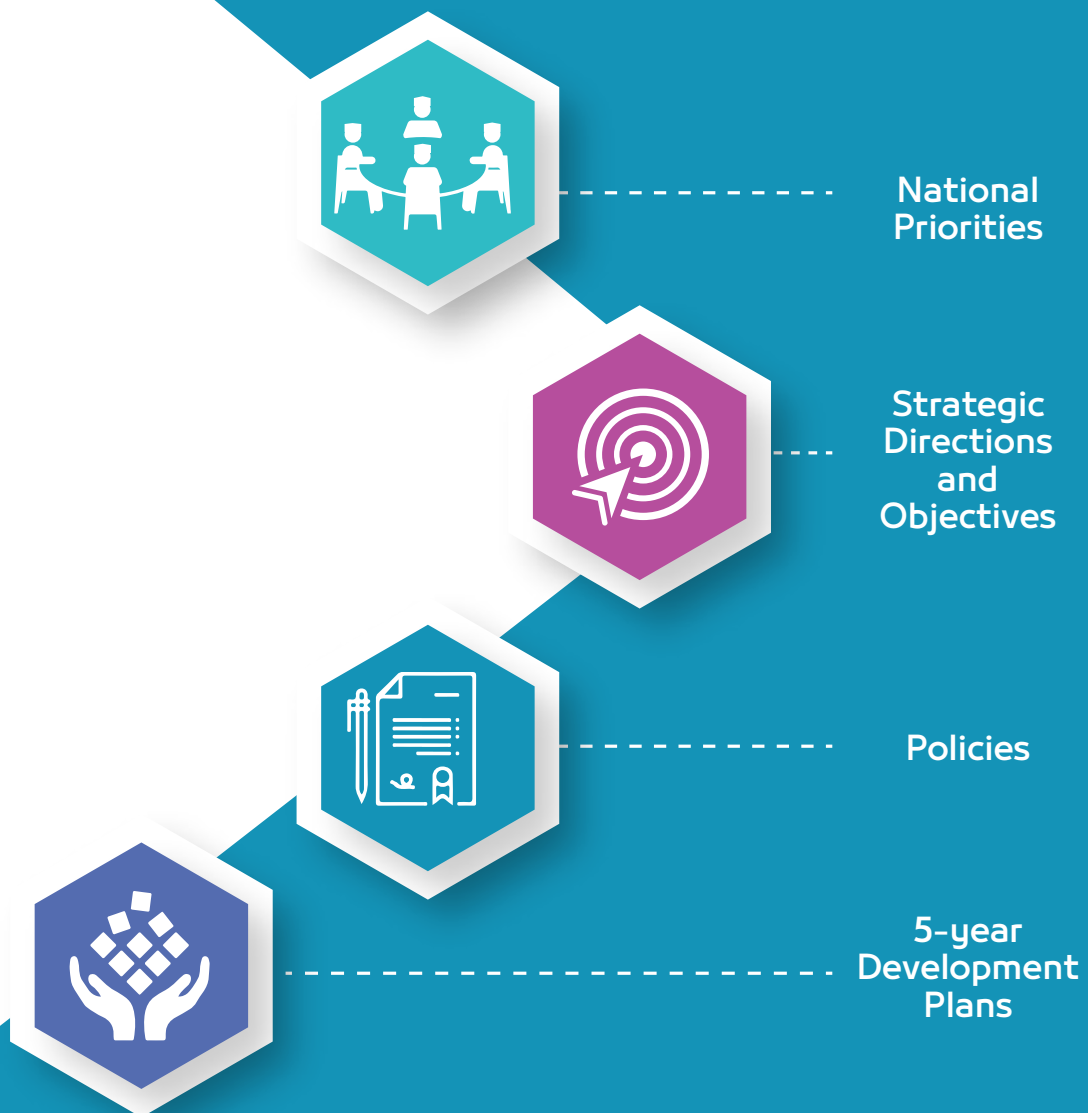 National
Priorities
Strategic
Directions
and
Objectives
Policies
5-year
Development
Plans